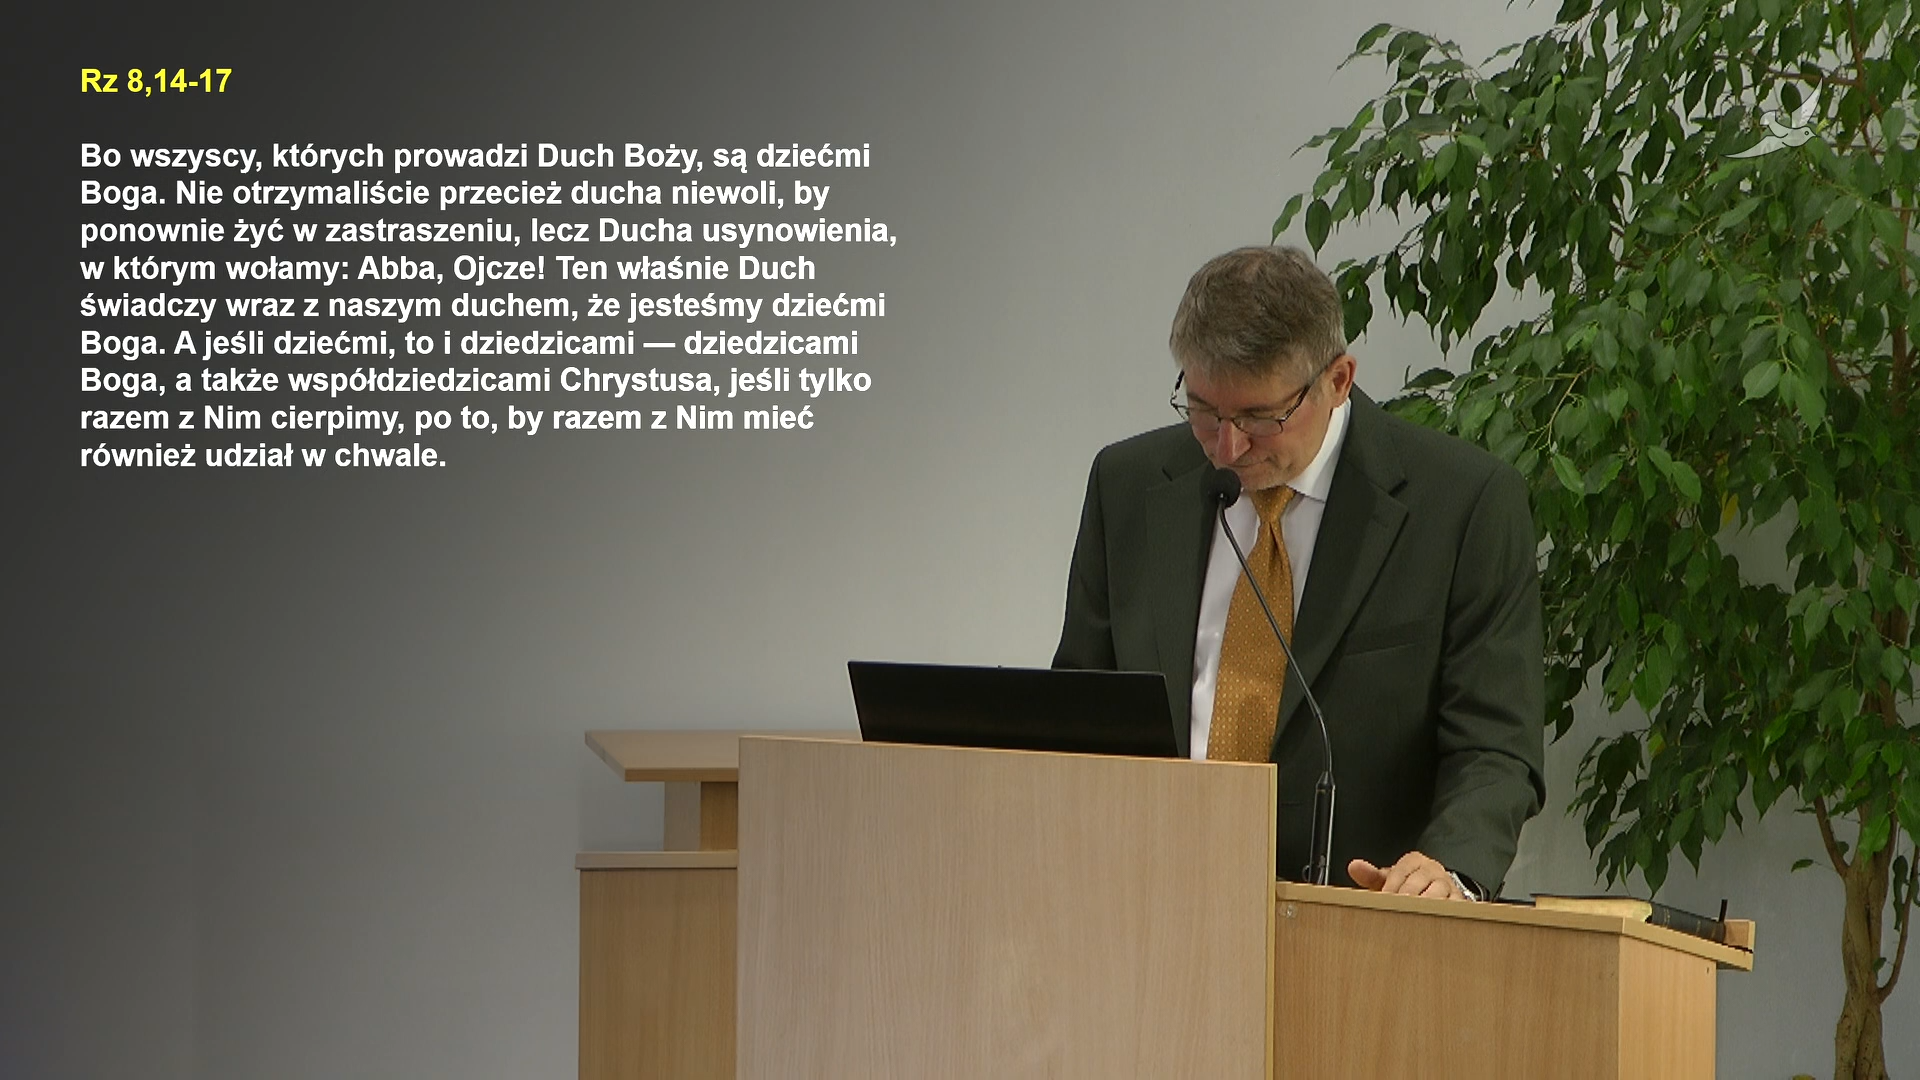 Rz 8,14-17
Bo wszyscy, których prowadzi Duch Boży, są dziećmi
Boga. Nie otrzymaliście przecież ducha niewoli, by
ponownie żyć w zastraszeniu, lecz Ducha usynowienia,
w którym wołamy: Abba, Ojcze! Ten właśnie Duch
świadczy wraz z naszym duchem, że jesteśmy dziećmi
Boga. A jeśli dziećmi, to i dziedzicami — dziedzicami
Boga, a także współdziedzicami Chrystusa, jeśli tylko
razem z Nim cierpimy, po to, by razem z Nim mieć
również udział w chwale.